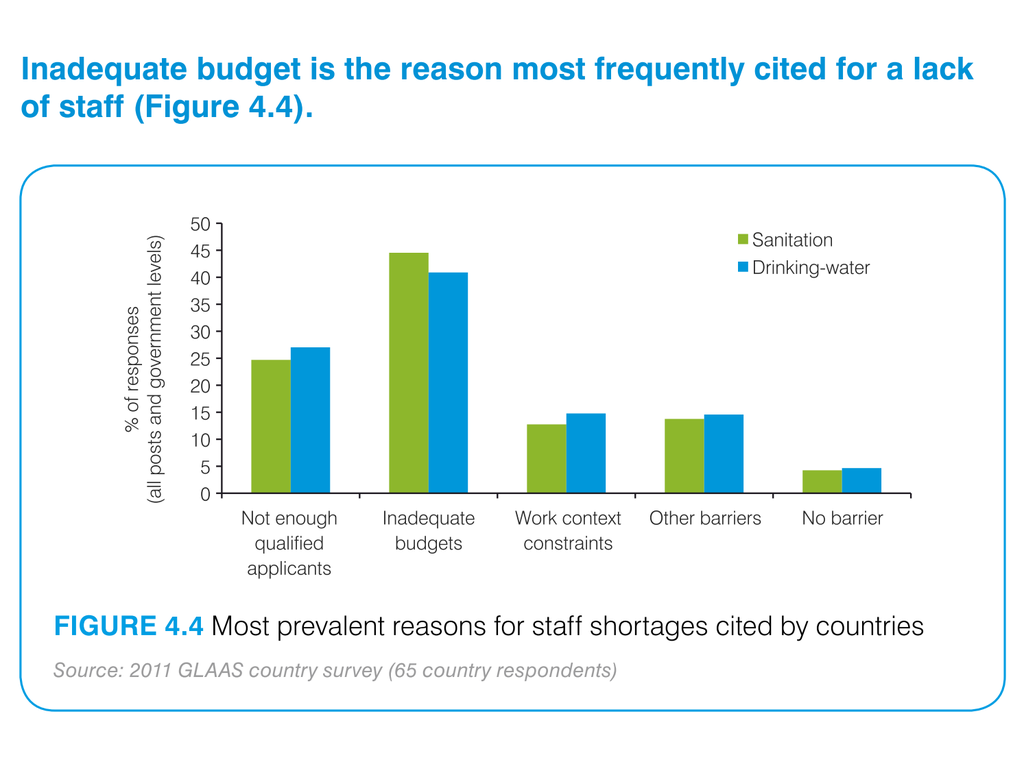 Inadequate budget is the reason most frequently cited for a lack
of staff (Figure 4.4).
% of responses
(all posts and government levels)
50
45
40
35
30
25
20
15
10
5
0
Sanitation
Drinking-water
Not enough
qualified
applicants
Inadequate
budgets
Work context
constraints
Other barriers
No barrier
FIGURE 4.4 Most prevalent reasons for staff shortages cited by countries
Source: 2011 GLAAS country survey (65 country respondents)